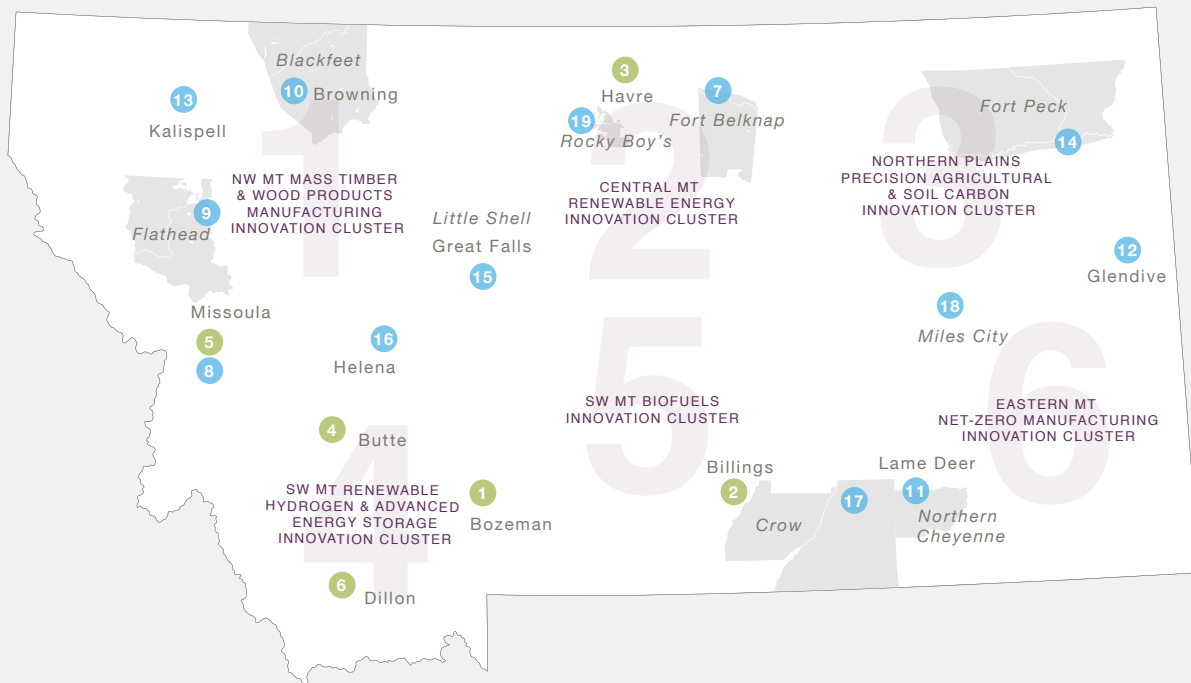 Blackfeet
10 Browning
13
Kalispell
3
Havre
7
Fort Belknap
19
Rocky Boy's
Fort Peck
14
1
NW MT MASS TIMBER
& WOOD PRODUCTS
MANUFACTURING
INNOVATION CLUSTER
9
Flathead
2
CENTRAL MT
RENEWABLE ENERGY
INNOVATION CLUSTER
3
NORTHERN PLAINS
PRECISION AGRICULTURAL
& SOIL CARBON
INNOVATION CLUSTER
Little Shell
Great Falls
15
12
Glendive
18
Miles City
Missoula
5
8
16
Helena
4
Butte
5
SW MT BIOFUELS
INNOVATION CLUSTER
6
EASTERN MT
NET-ZERO MANUFACTURING
INNOVATION CLUSTER
4
SW MT RENEWABLE
HYDROGEN & ADVANCED
ENERGY STORAGE
INNOVATION CLUSTER
1
Bozeman
Billings
2
Crow
17
Lame Deer
11
Northern
Cheyenne
6
Dillon